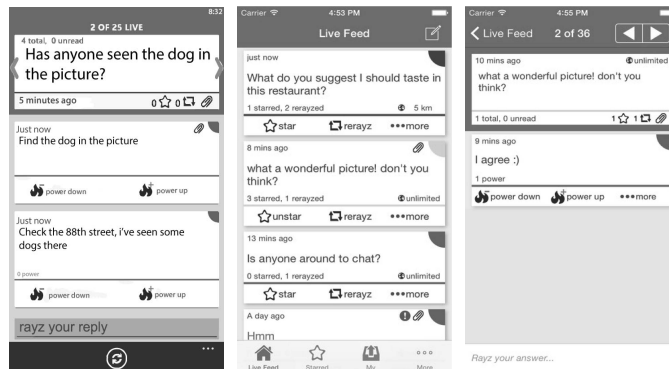 8:32
2 OF 25 LIVE
4 total, 0 unread
Has anyone seen the dog in
the picture?
5 minutes ago
0 0
Just now
Find the dog in the picture
power down power up
Just now
Check the 88th street, i've seen some
dogs there
0 power
power down power up
rayz your reply
...
Carrier 4:53 PM
Live Feed
just now
What do you suggest I should taste in
this restaurant?
1 starred, 2 rerayzed 5 km
star rerayz •••more
8 mins ago
what a wonderful picture! don't you
think?
3 starred, 1 rerayzed unlimited
unstar rerayz •••more
13 mins ago
Is anyone around to chat?
0 starred, 1 rerayzed unlimited
star rerayz •••more
A day ago
Hmm
Live Feed Starred My More
Carrier 4:55 PM
Live Feed 2 of 36
10 mins ago unlimited
what a wonderful picture! don't you
think?
1 total, 0 unread 1 1
9 mins ago
I agree :)
1 power
power down power up •••more
Rayz your answer...